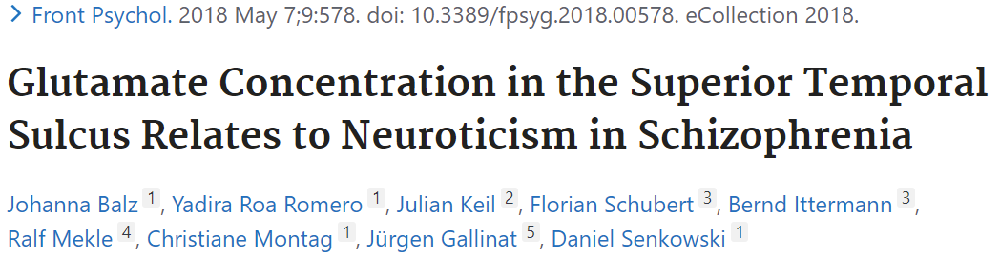 Front Psychol. 2018 May 7;9:578. doi: 10.3389/fpsyg.2018.00578. eCollection 2018.
Glutamate Concentration in the Superior Temporal
Sulcus Relates to Neuroticism in Schizophrenia
Johanna Balz 1, Yadira Roa Romero 1, Julian Keil 2, Florian Schubert 3, Bernd Ittermann 3,
Ralf Mekle 4, Christiane Montag 1, Jürgen Gallinat 5, Daniel Senkowski 1